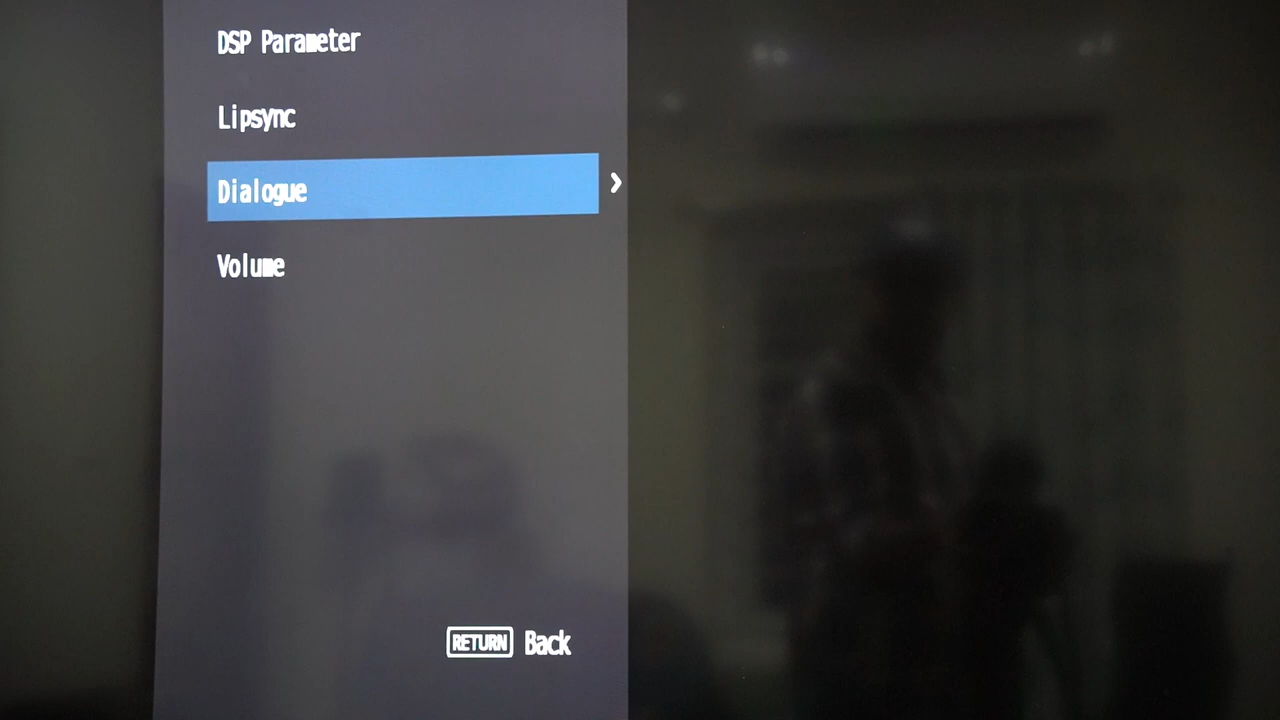 DSP Parameter
Lipsync
Dialogue
Volume
RETURN Back